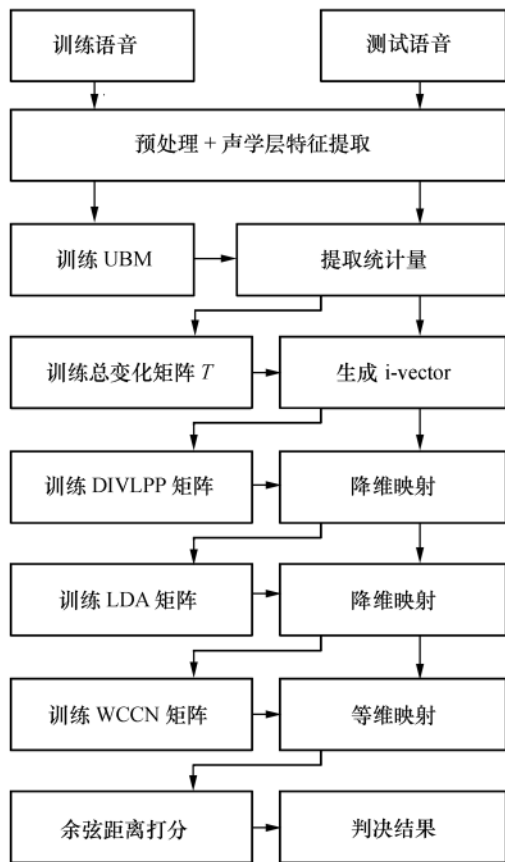 训练语音
测试语音
预处理 + 声学层特征提取
训练 UBM
提取统计量
训练总变化矩阵 T
生成 i-vector
训练 DIVLPP 矩阵
降维映射
训练 LDA 矩阵
降维映射
训练 WCCN 矩阵
等维映射
余弦距离打分
判决结果